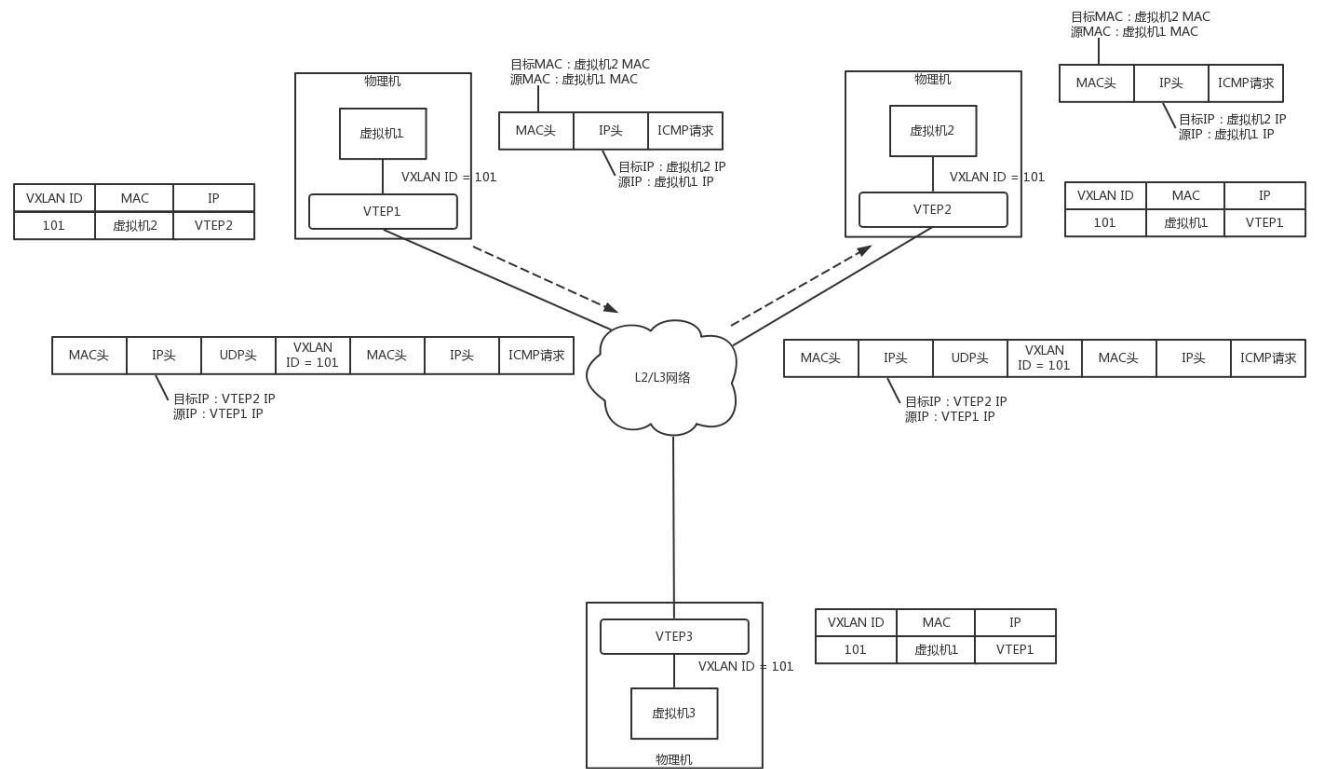 目标MAC：虚拟机2 MAC
源MAC：虚拟机1 MAC
MAC头 IP头 ICMP请求
目标IP：虚拟机2 IP
源IP：虚拟机1 IP
物理机
虚拟机1
VXLAN ID = 101
VTEP1
VXLAN ID MAC IP
101 虚拟机2 VTEP2
MAC头 IP头 UDP头 VXLAN ID = 101 MAC头 IP头 ICMP请求
目标IP：VTEP2 IP
源IP：VTEP1 IP
L2/L3网络
物理机
虚拟机2
VXLAN ID = 101
VTEP2
目标MAC：虚拟机2 MAC
源MAC：虚拟机1 MAC
MAC头 IP头 ICMP请求
目标IP：虚拟机2 IP
源IP：虚拟机1 IP
VXLAN ID MAC IP
101 虚拟机1 VTEP1
MAC头 IP头 UDP头 VXLAN ID = 101 MAC头 IP头 ICMP请求
目标IP：VTEP2 IP
源IP：VTEP1 IP
VTEP3
VXLAN ID = 101
虚拟机3
物理机
VXLAN ID MAC IP
101 虚拟机1 VTEP1